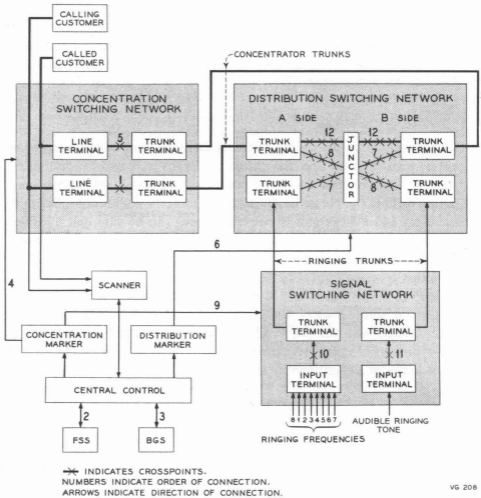 CALLING
CUSTOMER
CALLED
CUSTOMER
CONCENTRATOR TRUNKS
CONCENTRATION
SWITCHING NETWORK
5
LINE
TERMINAL
TRUNK
TERMINAL
1
LINE
TERMINAL
TRUNK
TERMINAL
DISTRIBUTION SWITCHING NETWORK
A SIDE
B SIDE
12
12
TRUNK
TERMINAL
JUNCTOR
TRUNK
TERMINAL
8
7
7
8
TRUNK
TERMINAL
TRUNK
TERMINAL
6
4
RINGING TRUNKS
SCANNER
SIGNAL
SWITCHING NETWORK
9
CONCENTRATION
MARKER
DISTRIBUTION
MARKER
TRUNK
TERMINAL
TRUNK
TERMINAL
10
11
INPUT
TERMINAL
INPUT
TERMINAL
CENTRAL CONTROL
2
3
8 1 2 3 4 5 6 7
RINGING FREQUENCIES
AUDIBLE RINGING
TONE
FSS
BGS
INDICATES CROSSPOINTS.
NUMBERS INDICATE ORDER OF CONNECTION.
ARROWS INDICATE DIRECTION OF CONNECTION.
VG 208